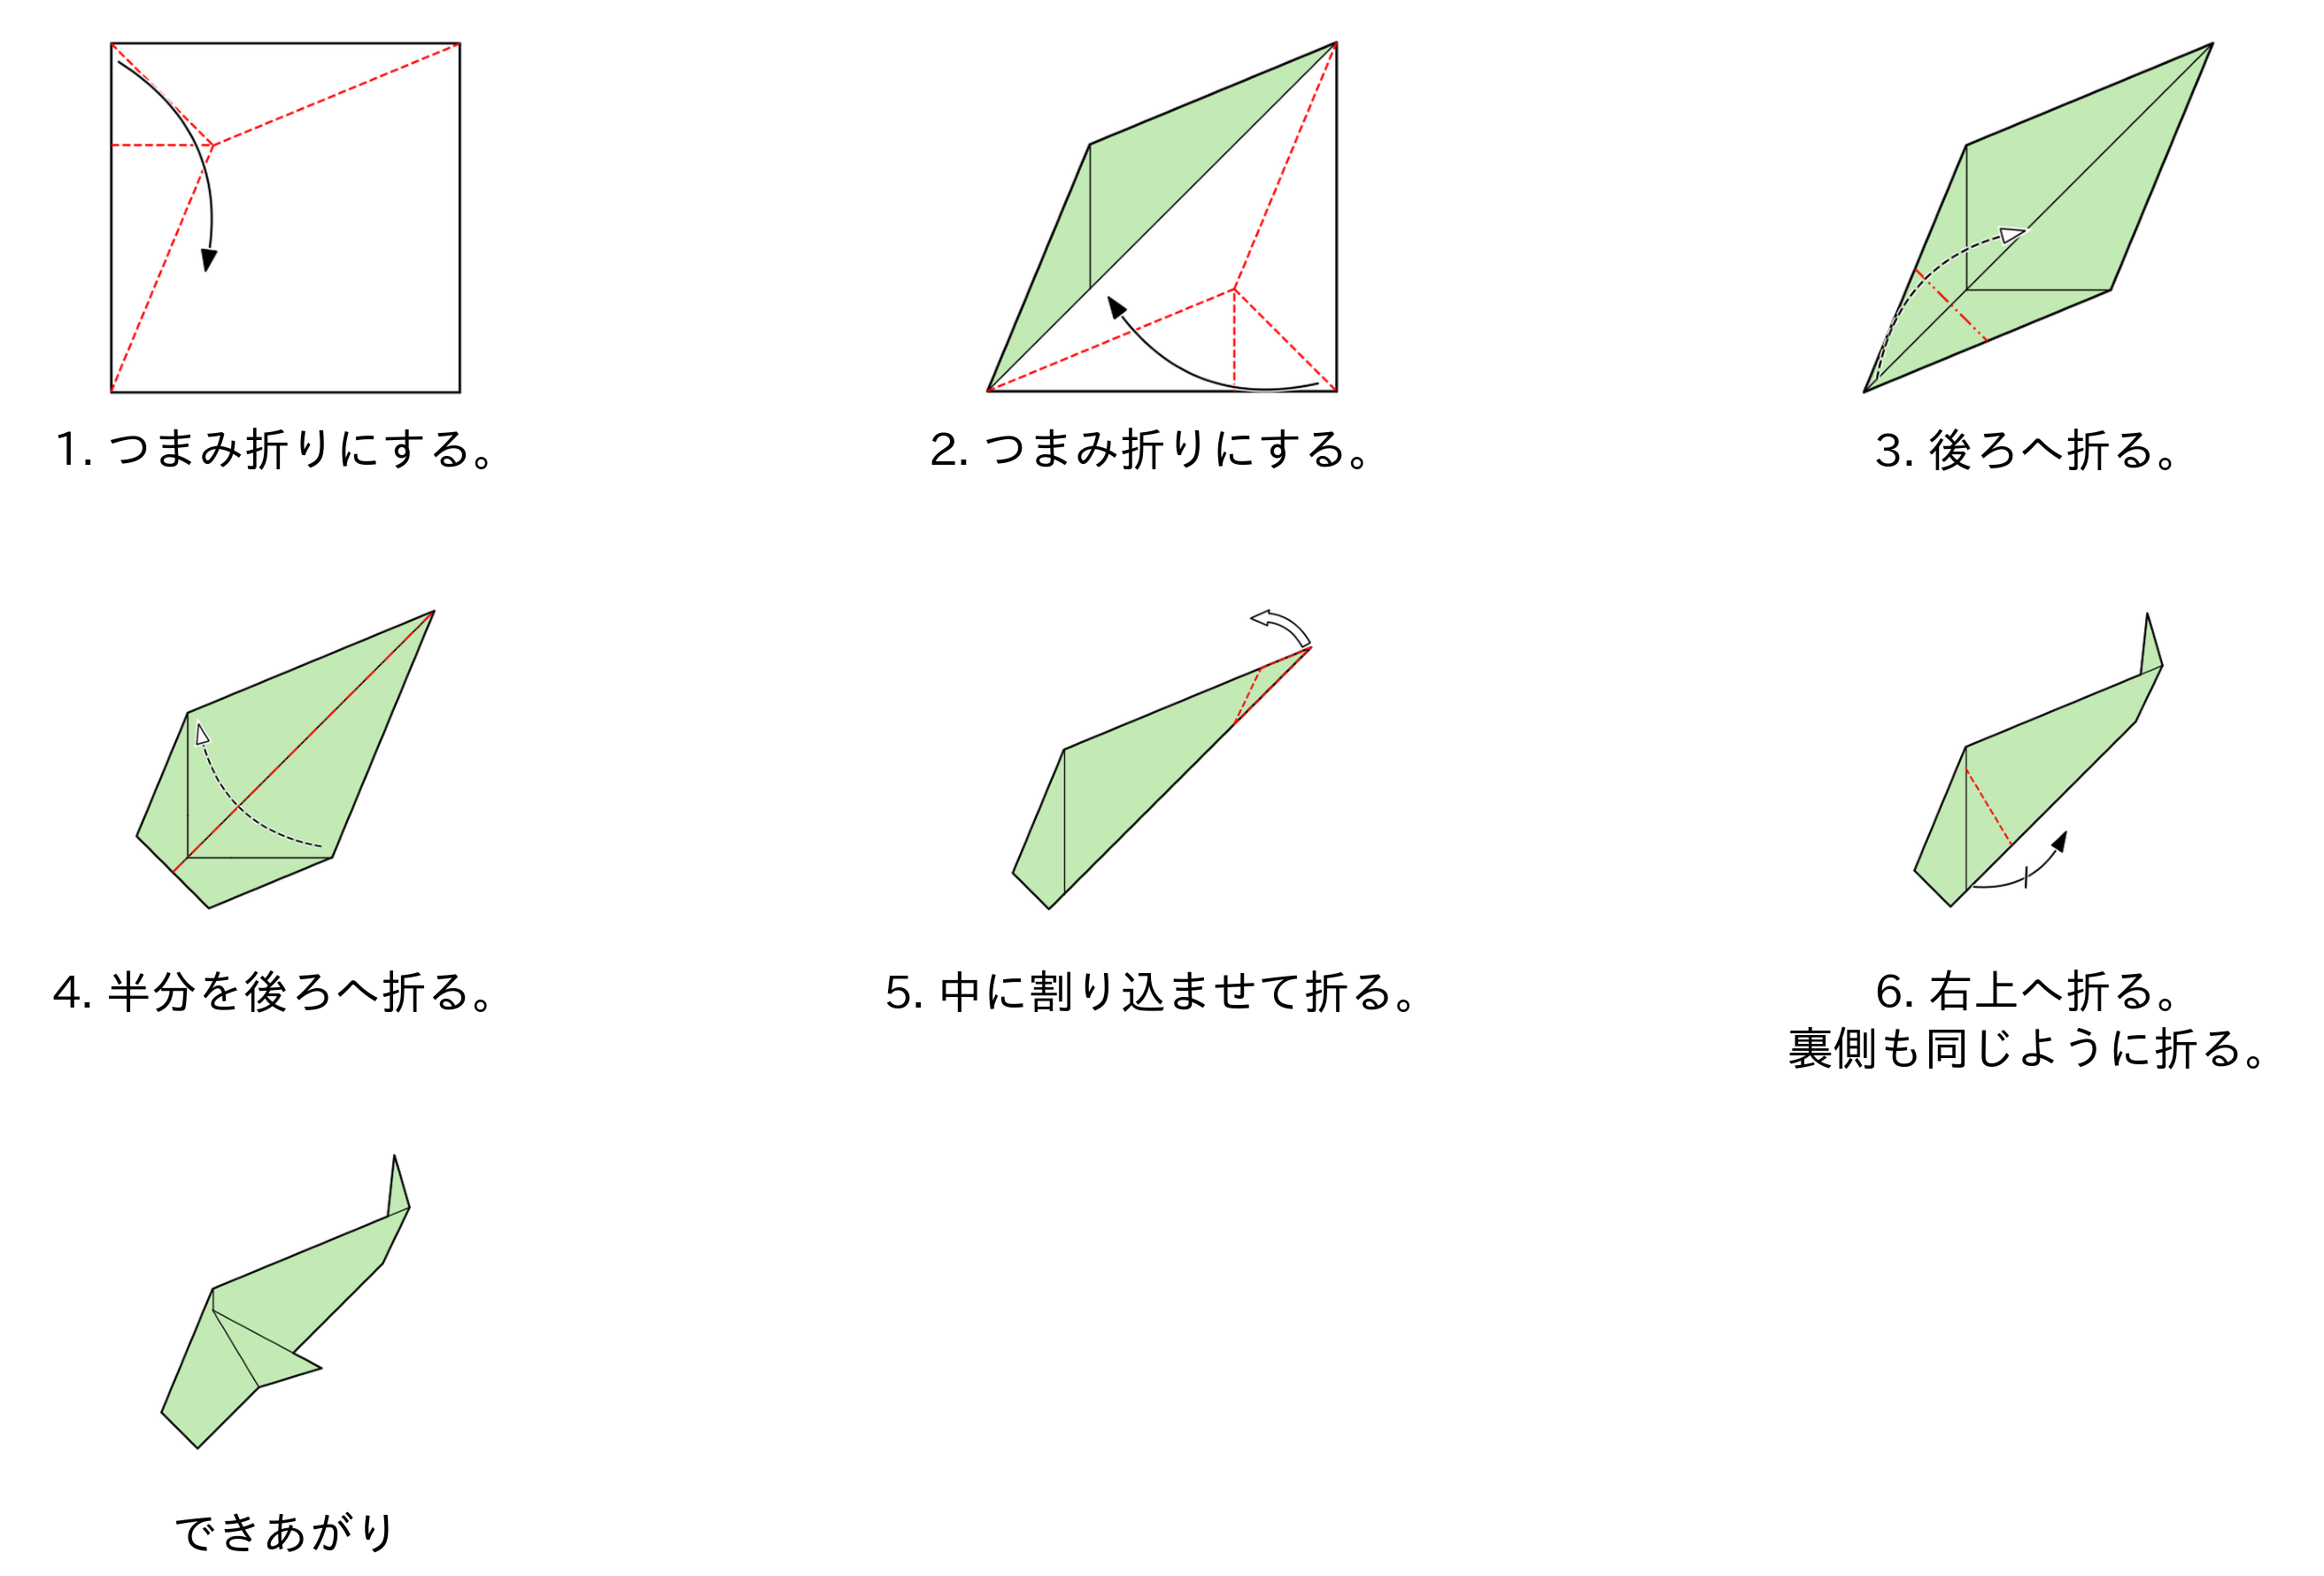 1. つまみ折りにする。
2. つまみ折りにする。
3. 後ろへ折る。
4. 半分を後ろへ折る。
5. 中に割り込ませて折る。
6. 右上へ折る。
裏側も同じように折る。
できあがり